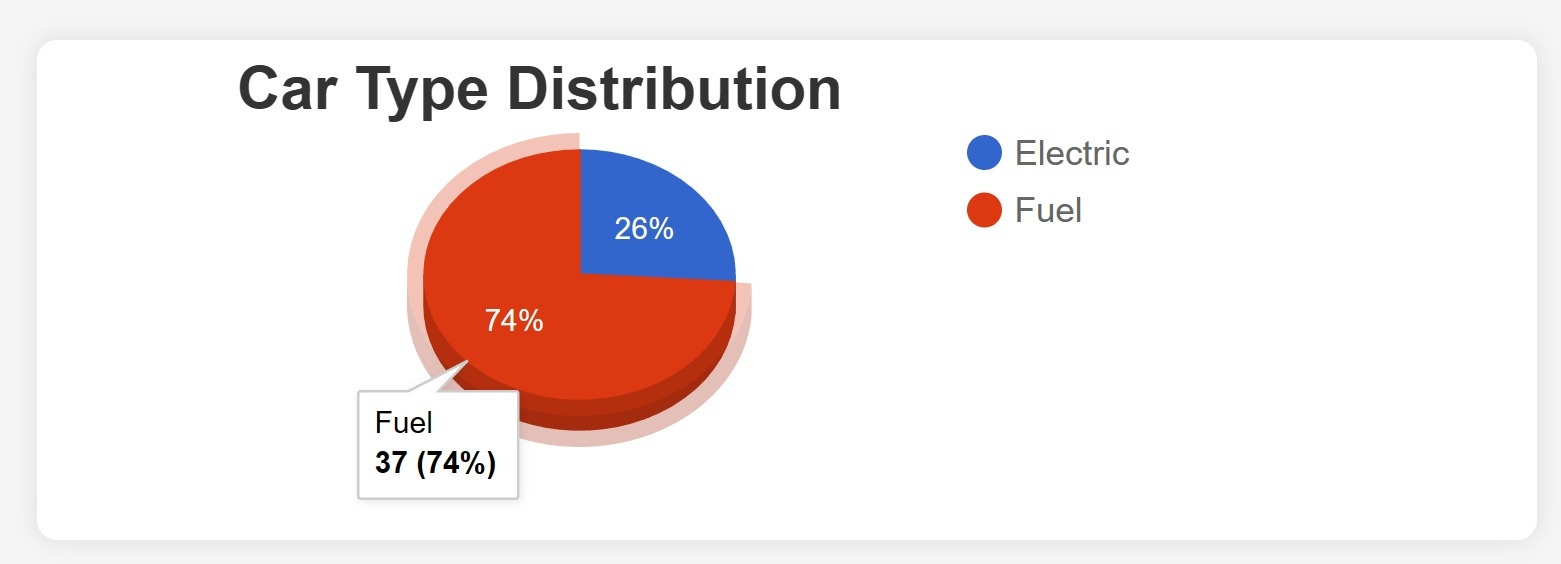 Car Type Distribution
Electric
Fuel
26%
74%
Fuel
37 (74%)